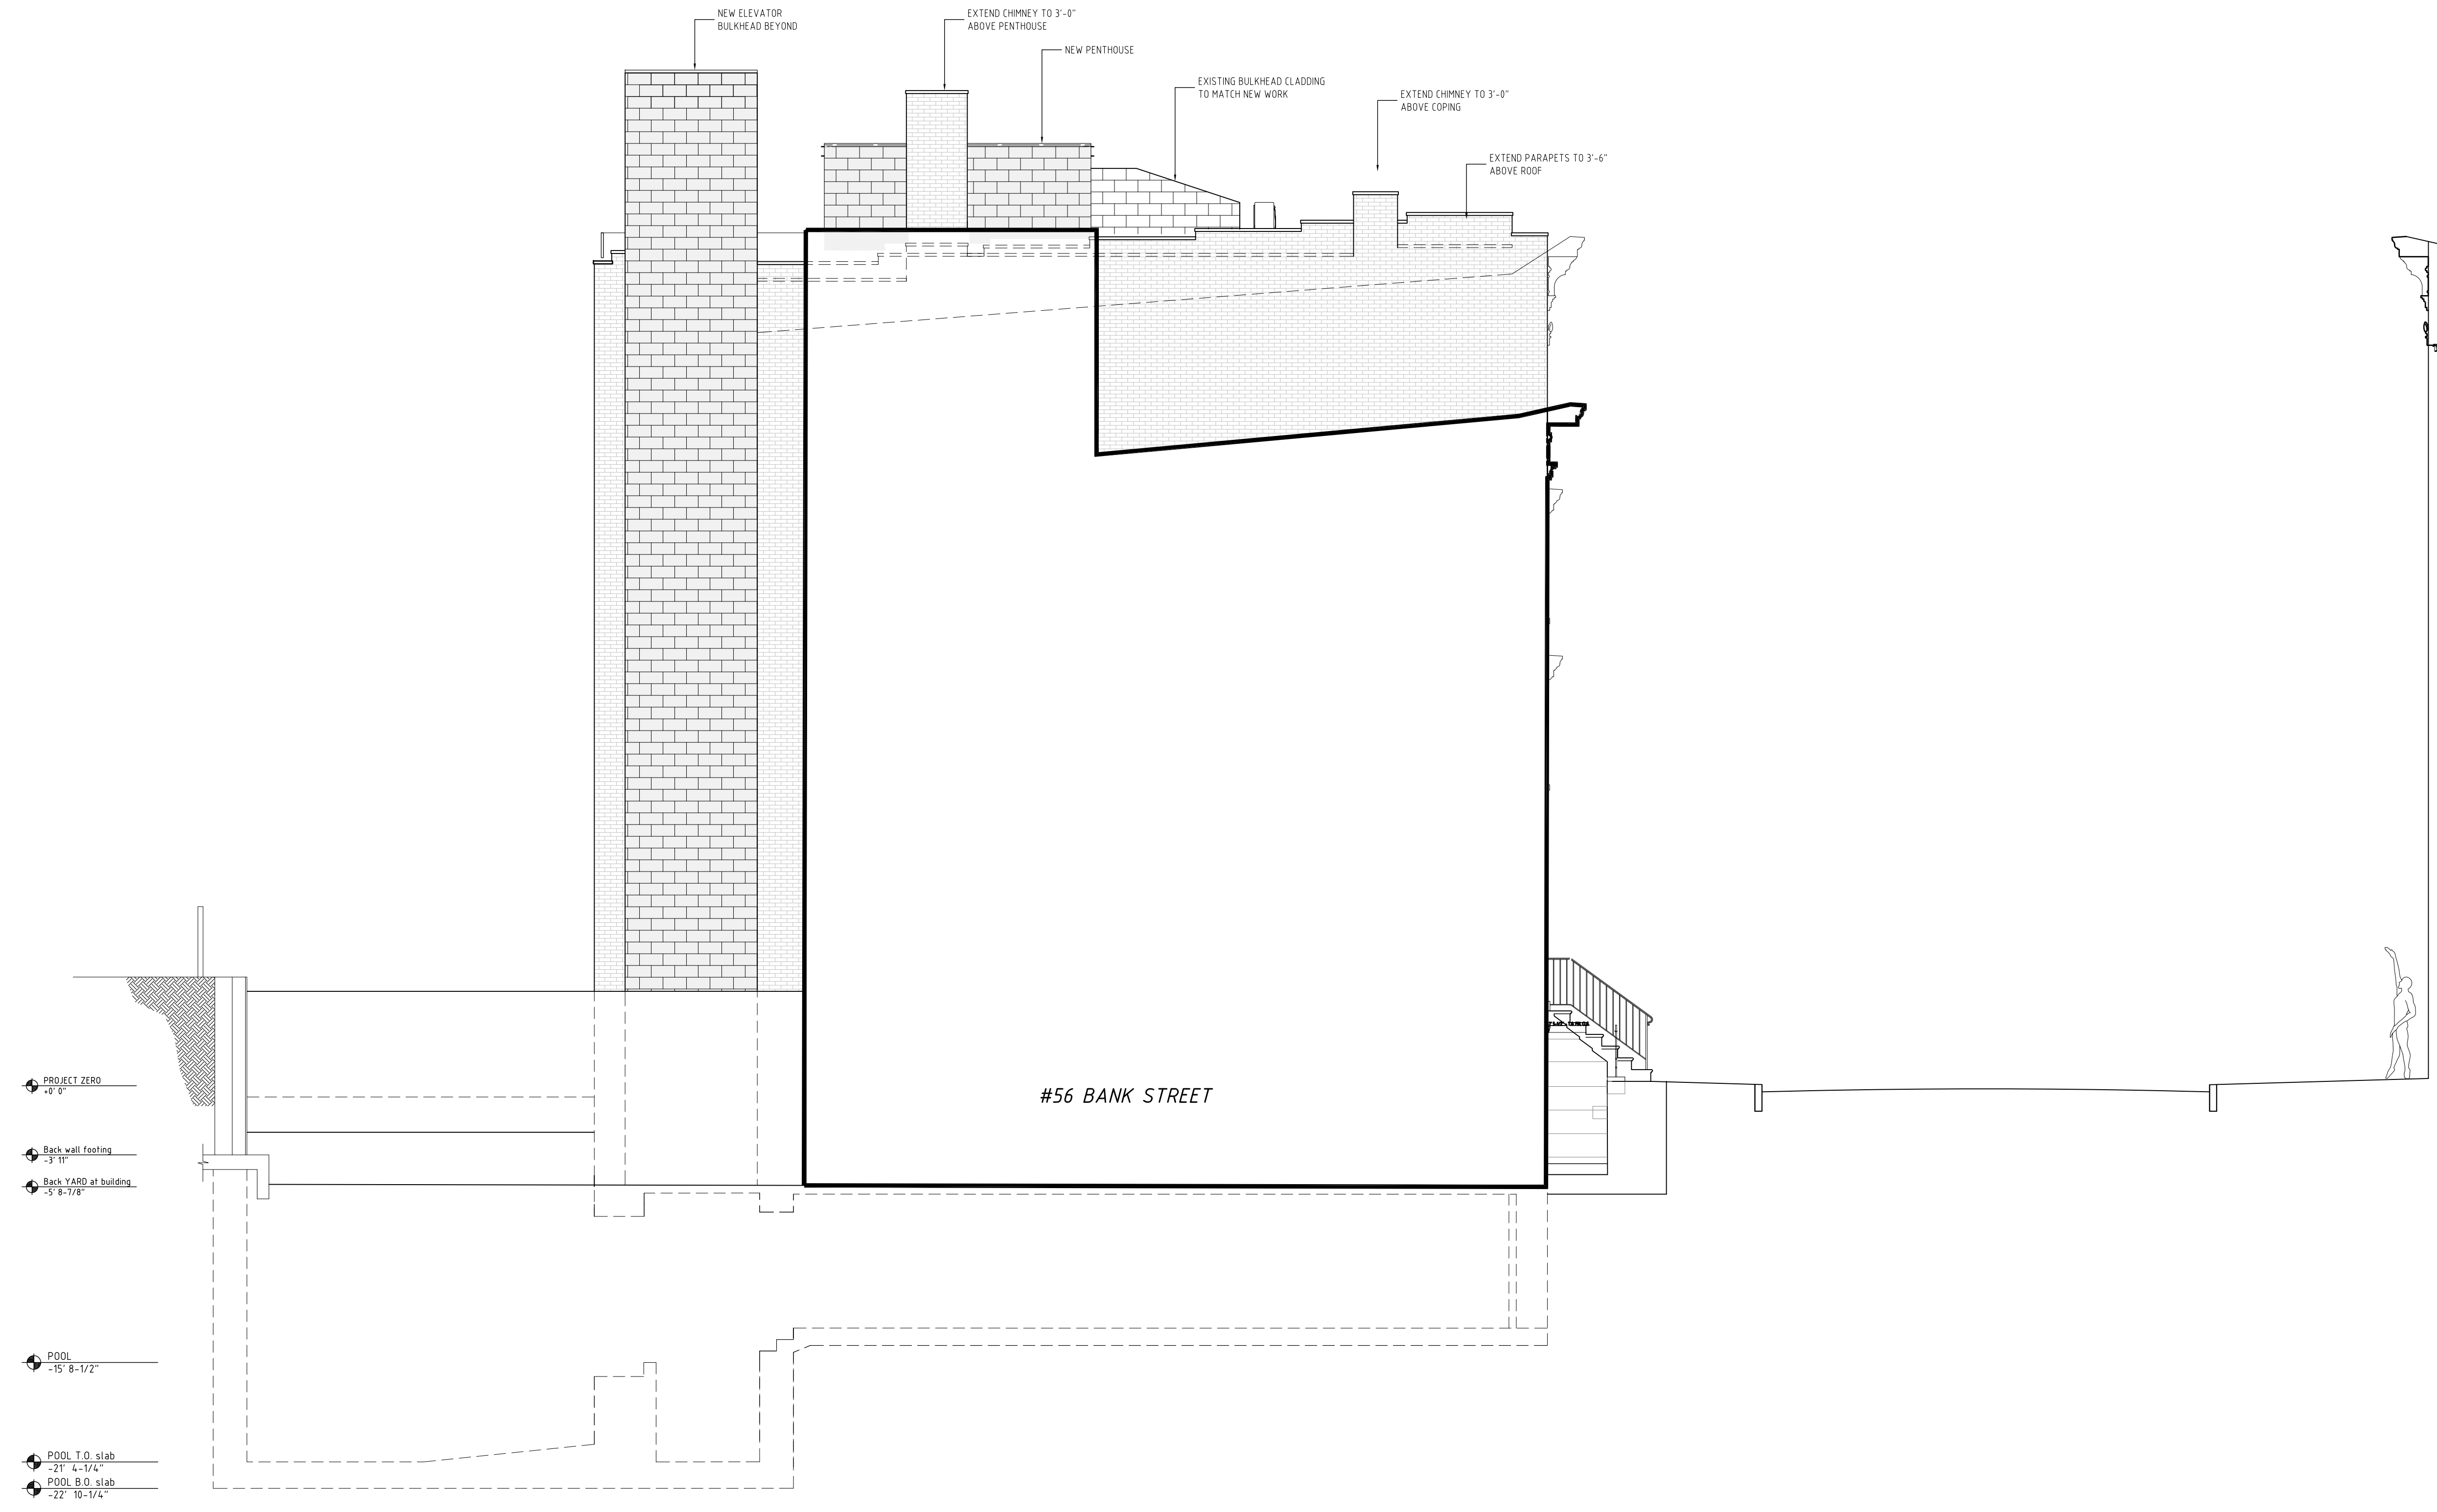 NEW ELEVATOR
BULKHEAD BEYOND
EXTEND CHIMNEY TO 3'-0"
ABOVE PENTHOUSE
NEW PENTHOUSE
EXISTING BULKHEAD CLADDING
TO MATCH NEW WORK
EXTEND CHIMNEY TO 3'-0"
ABOVE COPING
EXTEND PARAPETS TO 3'-6"
ABOVE ROOF
#56 BANK STREET
PROJECT ZERO
+0' 0"
Back wall footing
-3' 11"
Back YARD at building
-5' 8-7/8"
POOL
-15' 8-1/2"
POOL T.O. slab
-21' 4-1/4"
POOL B.O. slab
-22' 10-1/4"